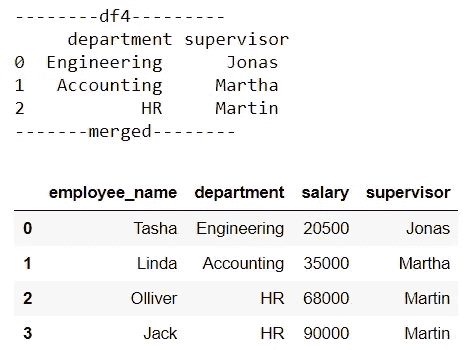 --------df4---------
department supervisor
0 Engineering Jonas
1 Accounting Martha
2 HR Martin
-------merged--------
employee_name department salary supervisor
0 Tasha Engineering 20500 Jonas
1 Linda Accounting 35000 Martha
2 Olliver HR 68000 Martin
3 Jack HR 90000 Martin